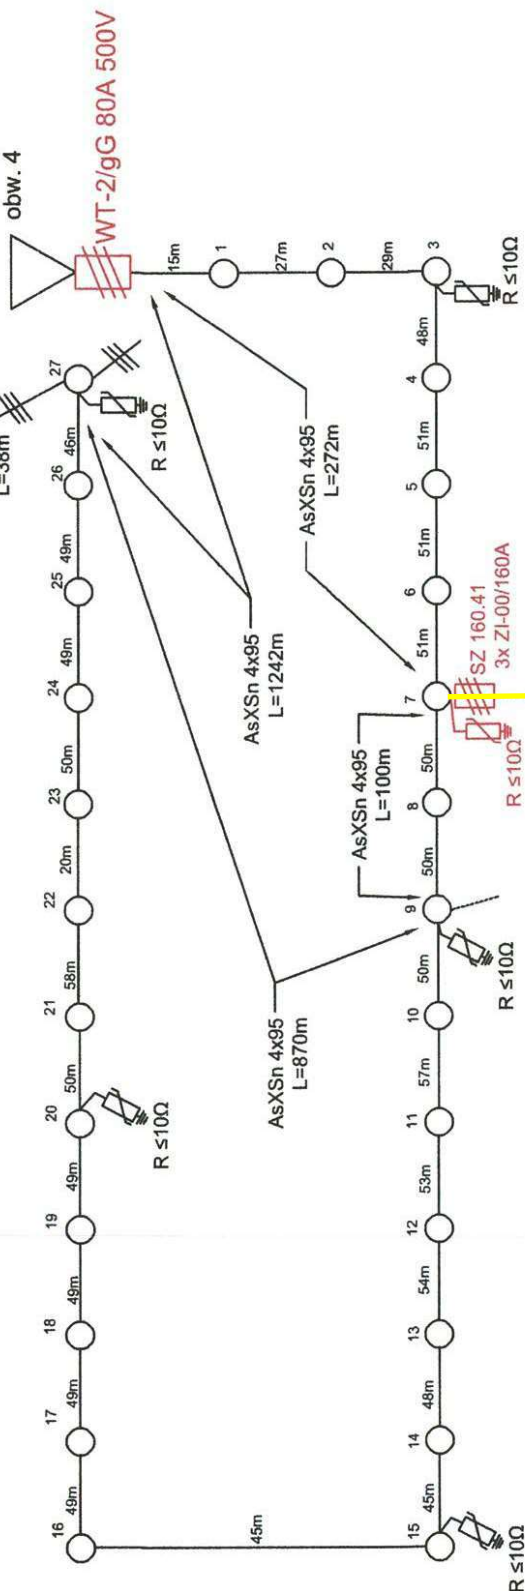 obw. 4
WT-2/gG 80A 500V
15m
1
27m
2
29m
3
R ≤10Ω
48m
4
51m
5
51m
6
51m
7
SZ 160.41
3x ZI-00/160A
R ≤10Ω
50m
8
50m
9
R ≤10Ω
50m
10
57m
11
53m
12
54m
13
48m
14
45m
15
R ≤10Ω
45m
16
49m
17
49m
18
49m
19
49m
20
R ≤10Ω
50m
21
58m
22
20m
23
50m
24
49m
25
49m
26
46m
27
R ≤10Ω
L=38m
AsXSn 4x95
L=272m
AsXSn 4x95
L=1242m
AsXSn 4x95
L=100m
AsXSn 4x95
L=870m